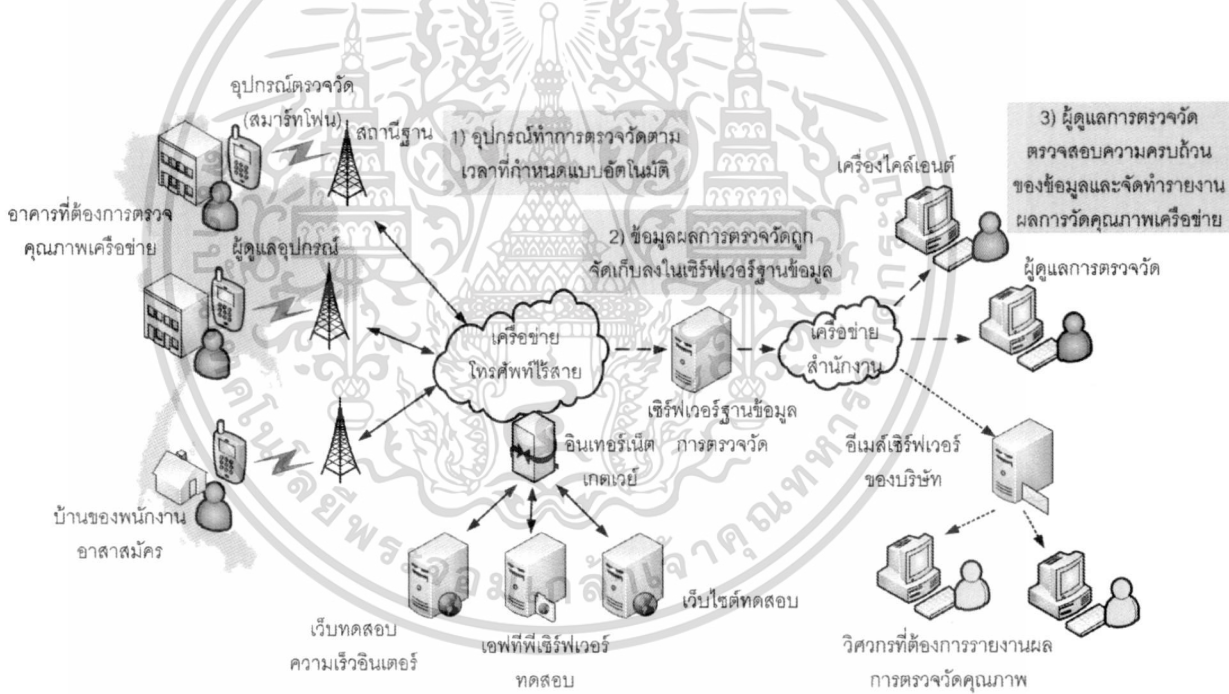 อุปกรณ์ตรวจวัด
(สมาร์ทโฟน)
สถานีฐาน
1) อุปกรณ์ทำการตรวจวัดตาม
เวลาที่กำหนดแบบอัตโนมัติ
เครื่องไคล์เอนต์
3) ผู้ดูแลการตรวจวัด
ตรวจสอบความครบถ้วน
ของข้อมูลและจัดทำรายงาน
ผลการวัดคุณภาพเครือข่าย
อาคารที่ต้องการตรวจ
คุณภาพเครือข่าย
ผู้ดูแลอุปกรณ์
2) ข้อมูลผลการตรวจวัดถูก
จัดเก็บลงในเซิร์ฟเวอร์ฐานข้อมูล
ผู้ดูแลการตรวจวัด
เครือข่าย
โทรศัพท์ไร้สาย
เครือข่าย
สำนักงาน
เซิร์ฟเวอร์ฐานข้อมูล
การตรวจวัด
อินเทอร์เน็ต
เกตเวย์
อีเมล์เซิร์ฟเวอร์
ของบริษัท
บ้านของพนักงาน
อาสาสมัคร
เว็บทดสอบ
ความเร็วอินเตอร์
เอฟทีพีเซิร์ฟเวอร์
ทดสอบ
เว็บไซต์ทดสอบ
วิศวกรที่ต้องการรายงานผล
การตรวจวัดคุณภาพ